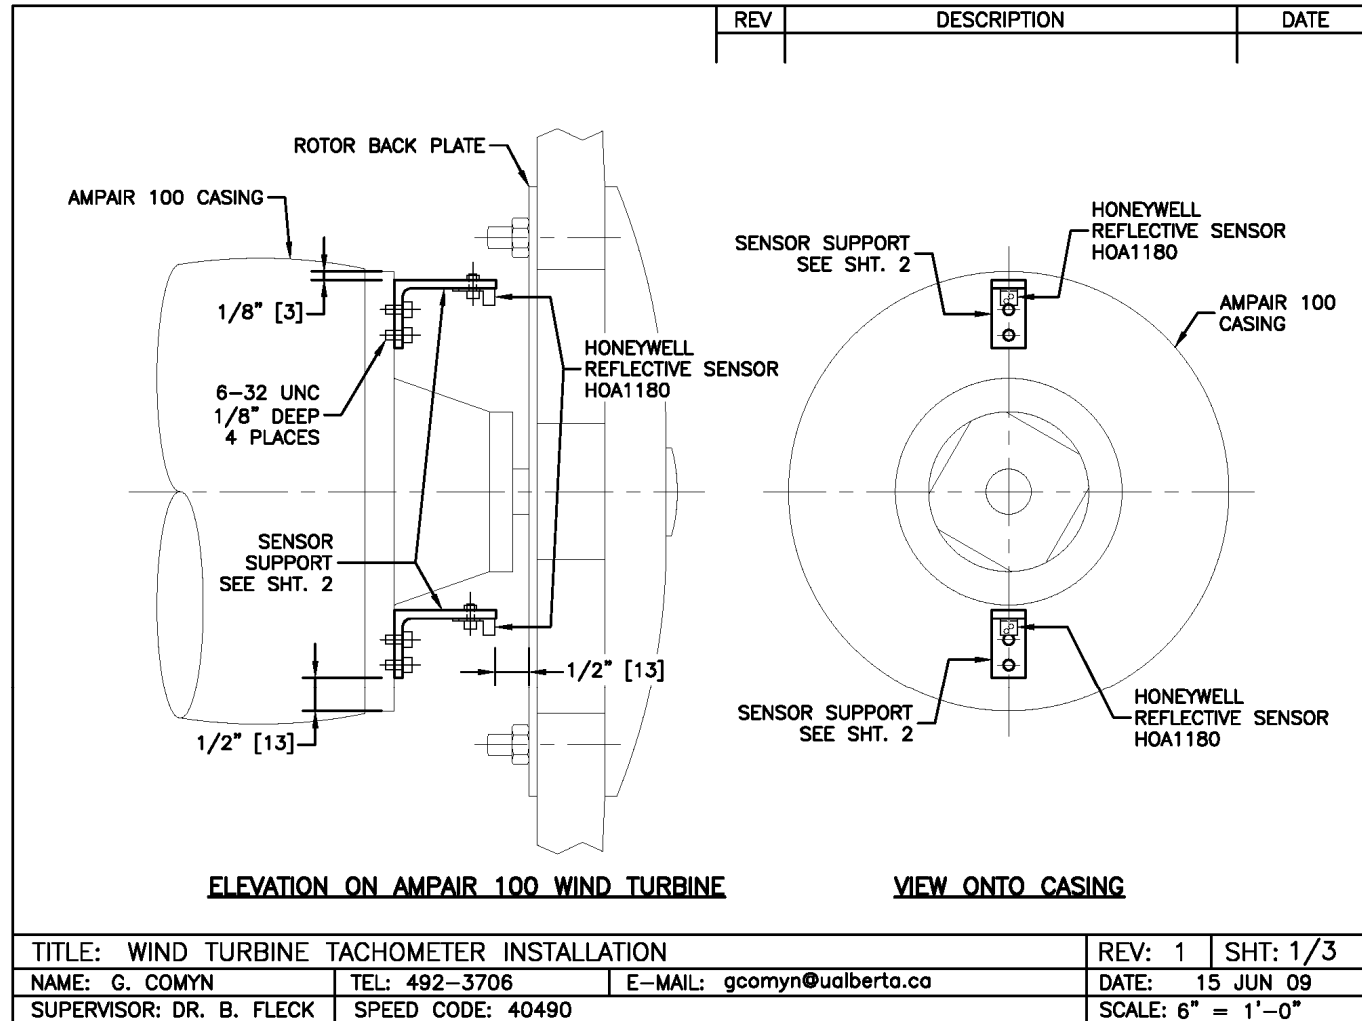 REV DESCRIPTION DATE
ROTOR BACK PLATE
AMPAIR 100 CASING
1/8" [3]
6-32 UNC
1/8" DEEP
4 PLACES
HONEYWELL
REFLECTIVE SENSOR
HOA1180
SENSOR
SUPPORT
SEE SHT. 2
1/2" [13]
1/2" [13]
ELEVATION ON AMPAIR 100 WIND TURBINE
HONEYWELL
REFLECTIVE SENSOR
HOA1180
SENSOR SUPPORT
SEE SHT. 2
AMPAIR 100
CASING
SENSOR SUPPORT
SEE SHT. 2
HONEYWELL
REFLECTIVE SENSOR
HOA1180
VIEW ONTO CASING
TITLE: WIND TURBINE TACHOMETER INSTALLATION REV: 1 SHT: 1/3
NAME: G. COMYN TEL: 492-3706 E-MAIL: gcomyn@ualberta.ca DATE: 15 JUN 09
SUPERVISOR: DR. B. FLECK SPEED CODE: 40490 SCALE: 6" = 1'-0"